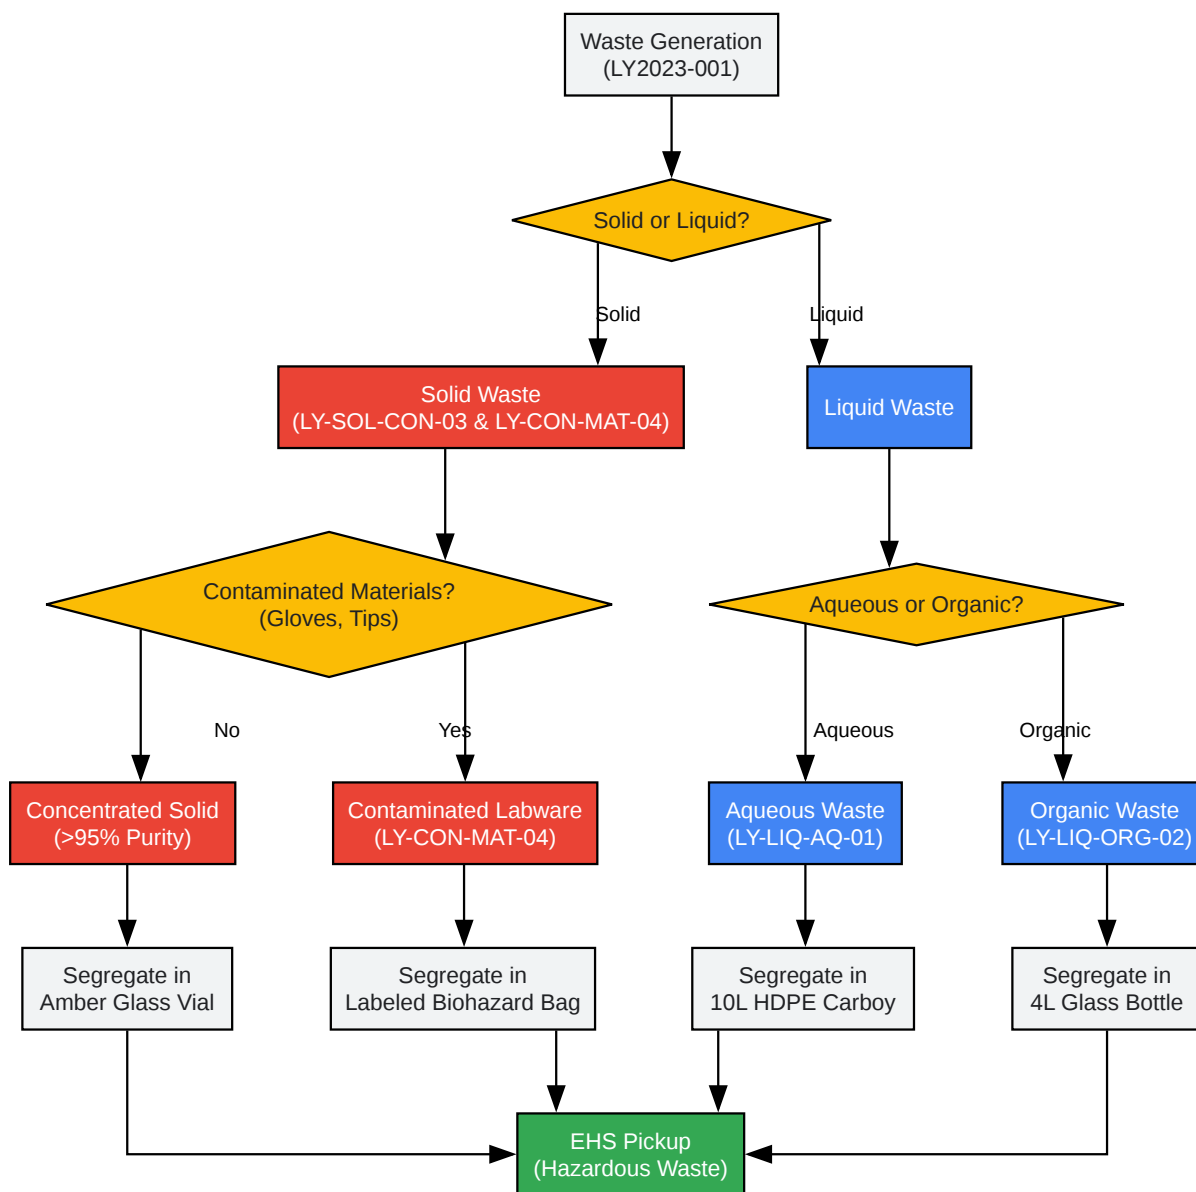 Waste Generation
(LY2023-001)
Solid or Liquid?
Solid
Liquid
Solid Waste
(LY-SOL-CON-03 & LY-CON-MAT-04)
Liquid Waste
Contaminated Materials?
(Gloves, Tips)
Aqueous or Organic?
No
Yes
Aqueous
Organic
Concentrated Solid
(>95% Purity)
Contaminated Labware
(LY-CON-MAT-04)
Aqueous Waste
(LY-LIQ-AQ-01)
Organic Waste
(LY-LIQ-ORG-02)
Segregate in
Amber Glass Vial
Segregate in
Labeled Biohazard Bag
Segregate in
10L HDPE Carboy
Segregate in
4L Glass Bottle
EHS Pickup
(Hazardous Waste)